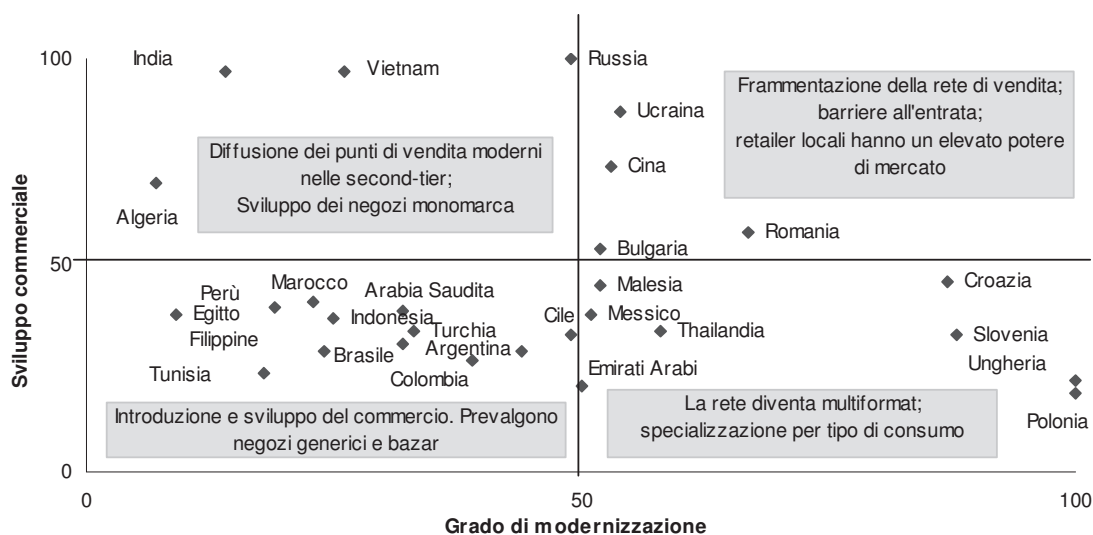 100
India
Vietnam
Russia
Frammentazione della rete di vendita;
barriere all'entrata;
retailer locali hanno un elevato potere
di mercato
Ucraina
Diffusione dei punti di vendita moderni
nelle second-tier;
Sviluppo dei negozi monomarca
Cina
Algeria
Romania
Bulgaria
50
Sviluppo commerciale
Marocco
Arabia Saudita
Malesia
Croazia
Perù
Egitto
Indonesia
Cile
Messico
Filippine
Turchia
Thailandia
Slovenia
Brasile
Argentina
Ungheria
Tunisia
Colombia
Emirati Arabi
Polonia
Introduzione e sviluppo del commercio. Prevalgono
negozi generici e bazar
La rete diventa multiformat;
specializzazione per tipo di consumo
0
0
50
100
Grado di modernizzazione